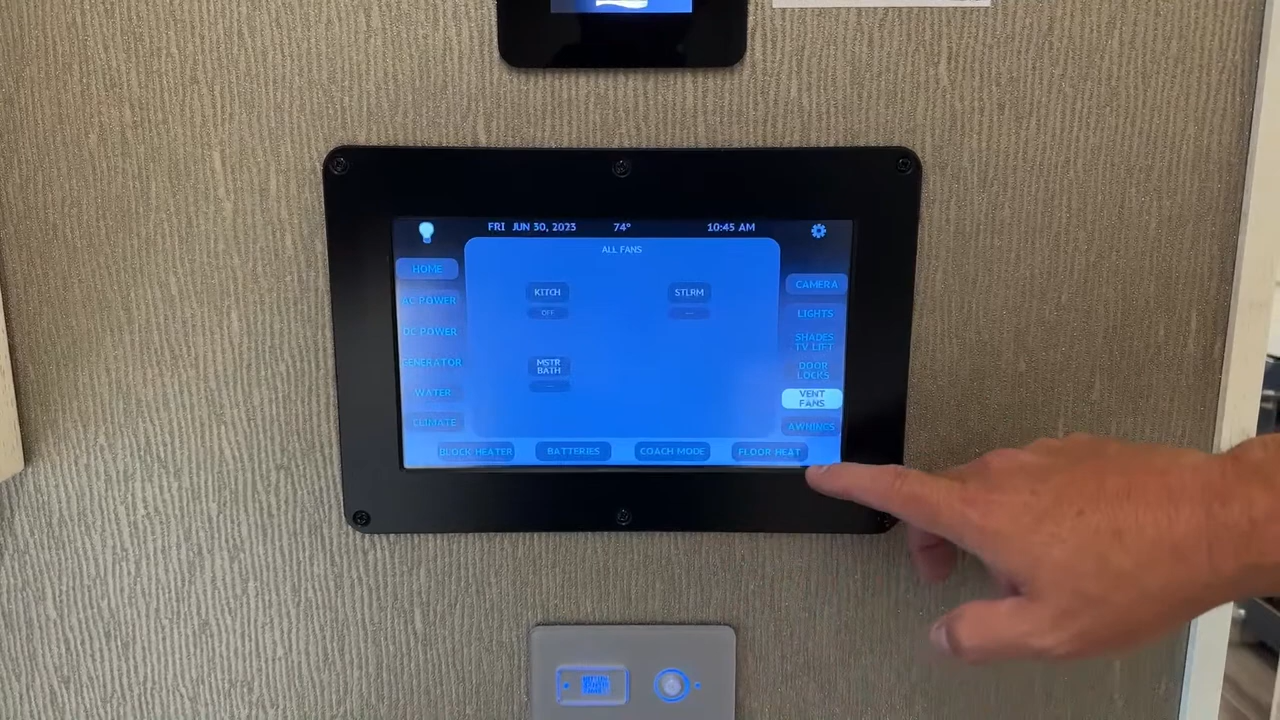 FRI JUN 30, 2023 74° 10:45 AM
ALL FANS
HOME
AC POWER
DC POWER
GENERATOR
WATER
CLIMATE
KITCH
OFF
STLRM
---
MSTR
BATH
---
CAMERA
LIGHTS
SHADES
TV LIFT
DOOR
LOCKS
VENT
FANS
AWNINGS
BLOCK HEATER
BATTERIES
COACH MODE
FLOOR HEAT